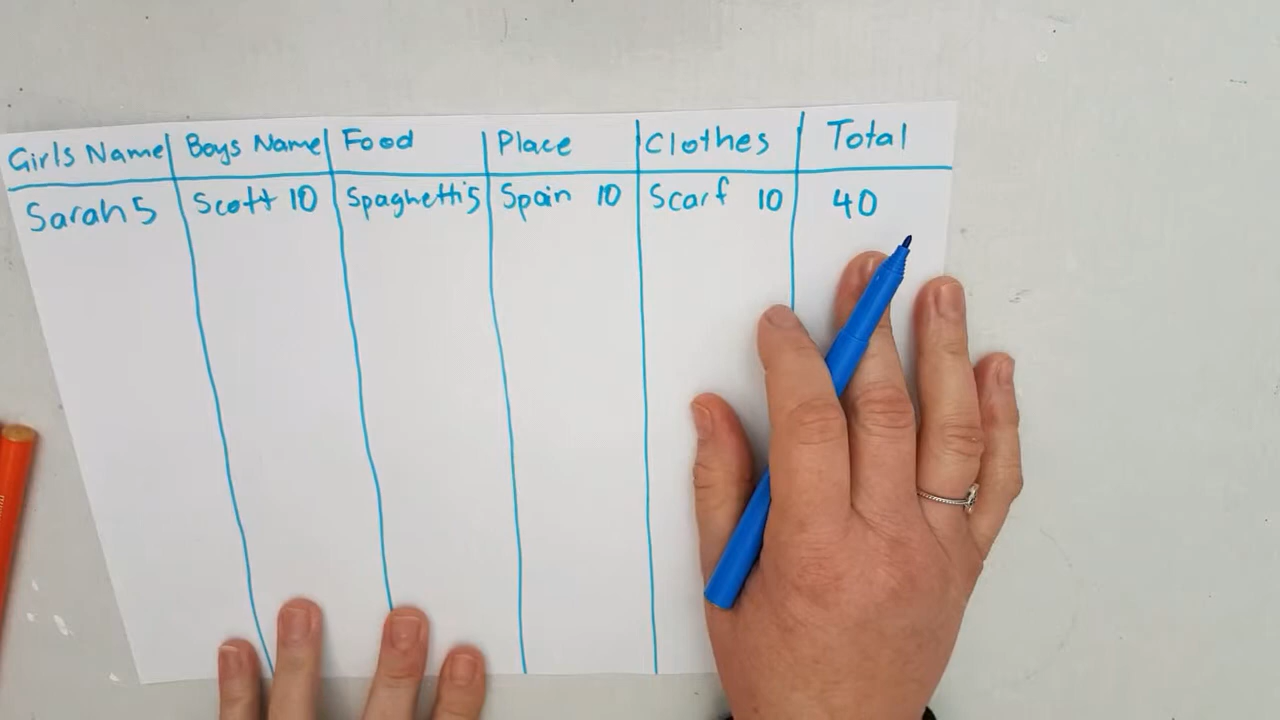 Girls Name Boys Name Food Place Clothes Total
Sarah 5 Scott 10 Spaghetti 5 Spain 10 Scarf 10 40